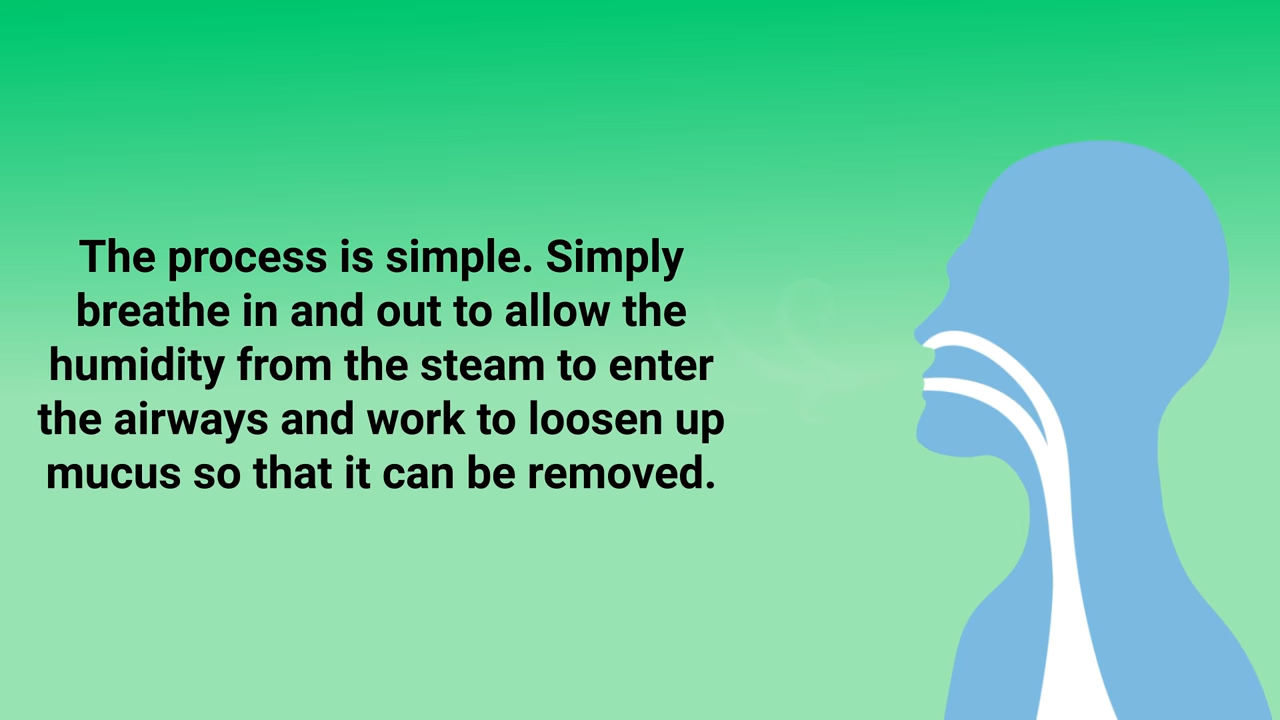 The process is simple. Simply
breathe in and out to allow the
humidity from the steam to enter
the airways and work to loosen up
mucus so that it can be removed.